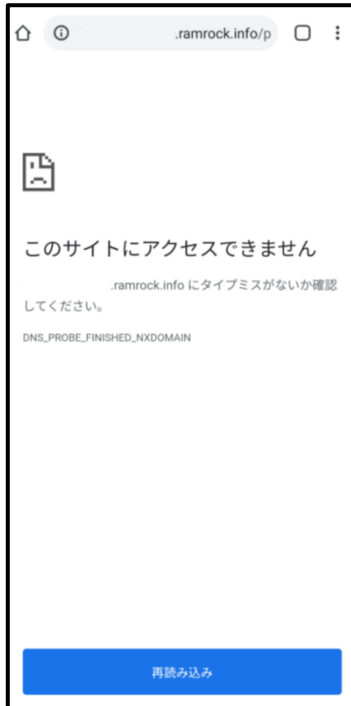 .ramrock.info/p
このサイトにアクセスできません
.ramrock.info にタイプミスがないか確認
してください。
DNS_PROBE_FINISHED_NXDOMAIN
再読み込み